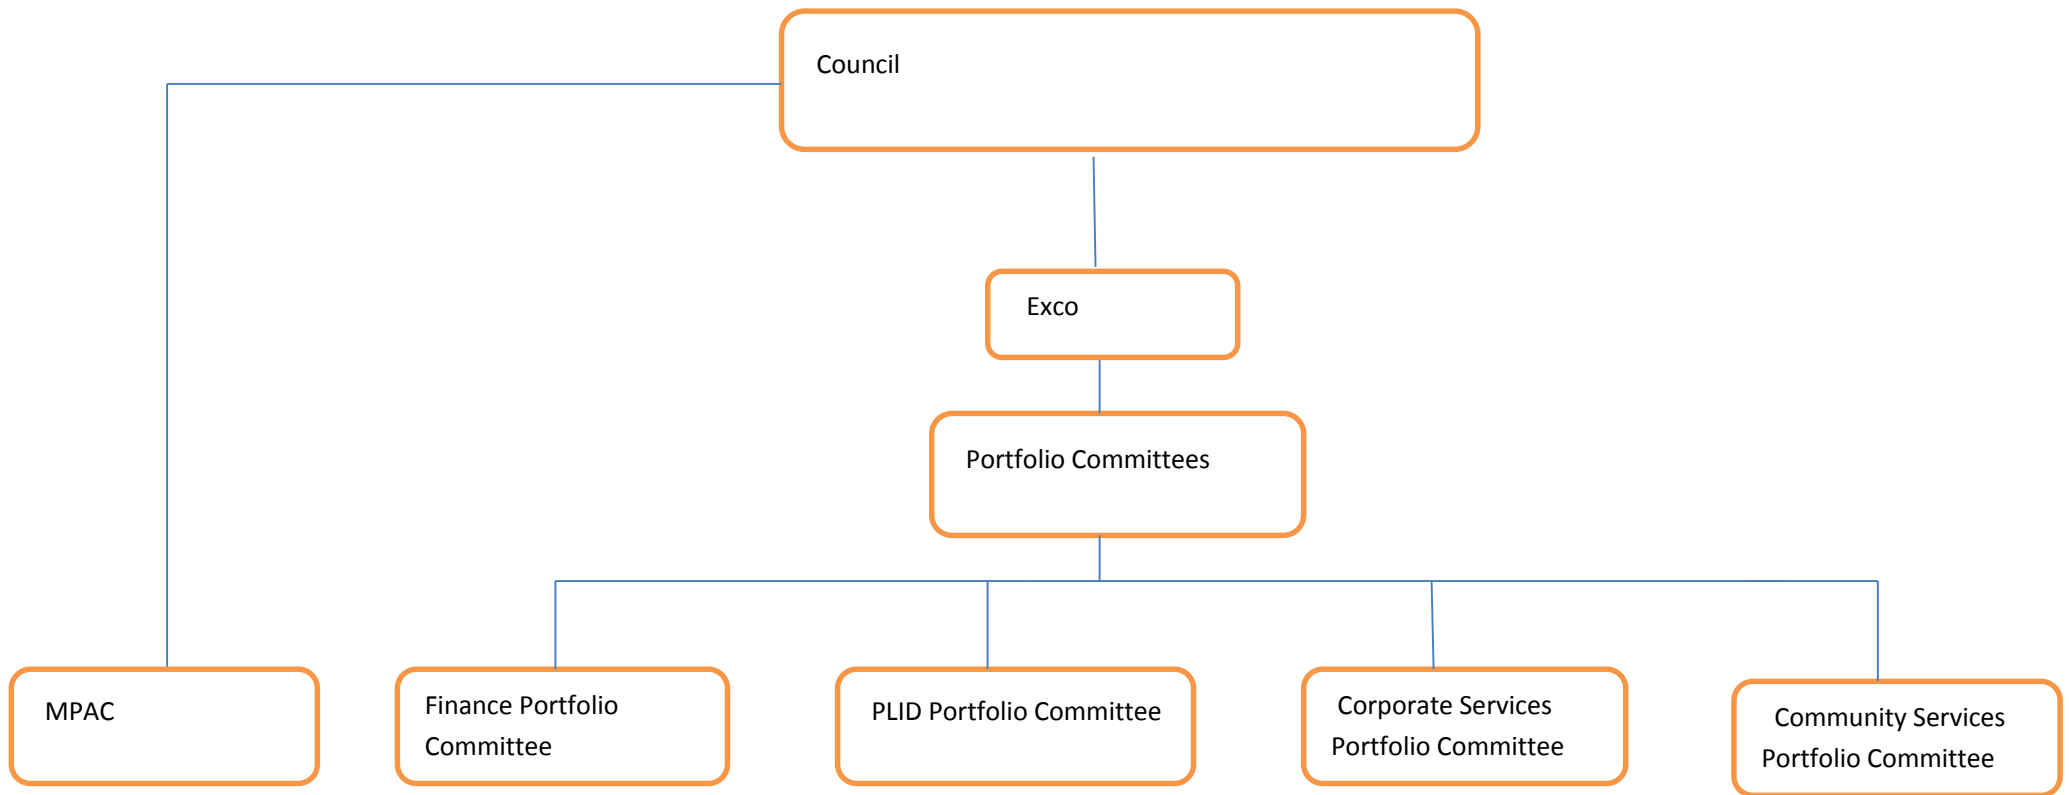 Council
Exco
Portfolio Committees
MPAC
Finance Portfolio
Committee
PLID Portfolio Committee
Corporate Services
Portfolio Committee
Community Services
Portfolio Committee